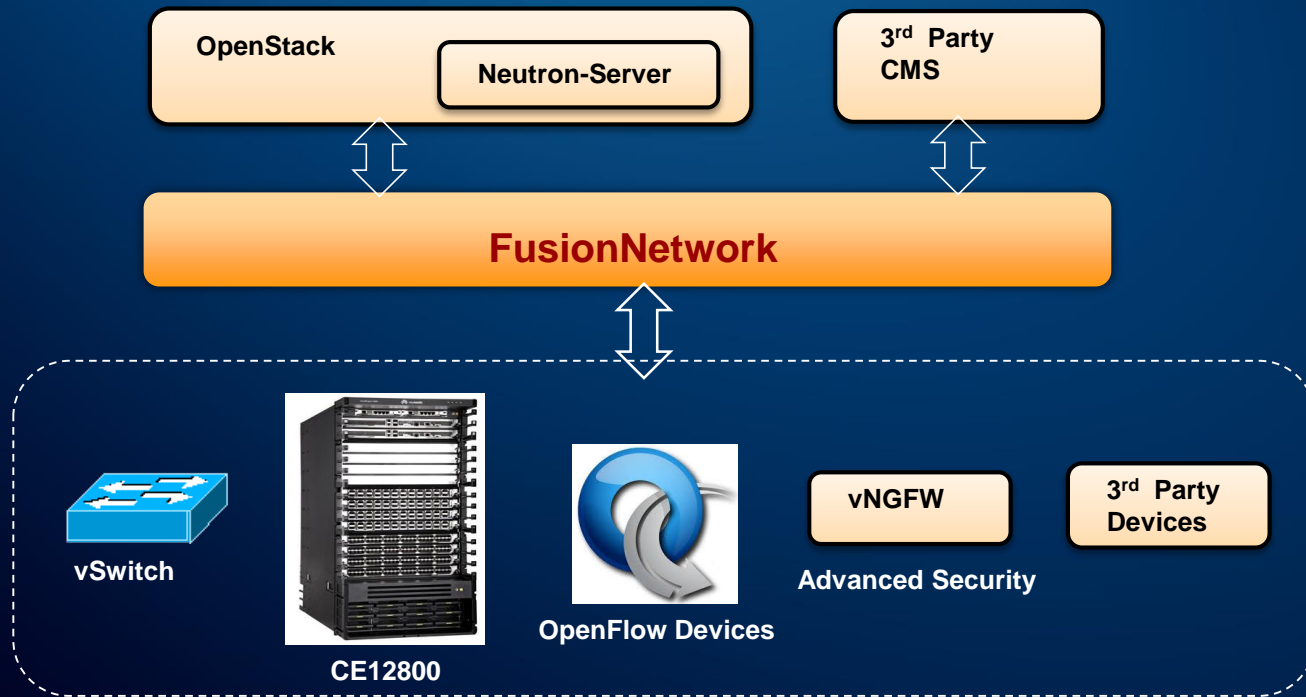 OpenStack
Neutron-Server
3rd Party
CMS
FusionNetwork
vSwitch
CE12800
OpenFlow Devices
vNGFW
Advanced Security
3rd Party
Devices